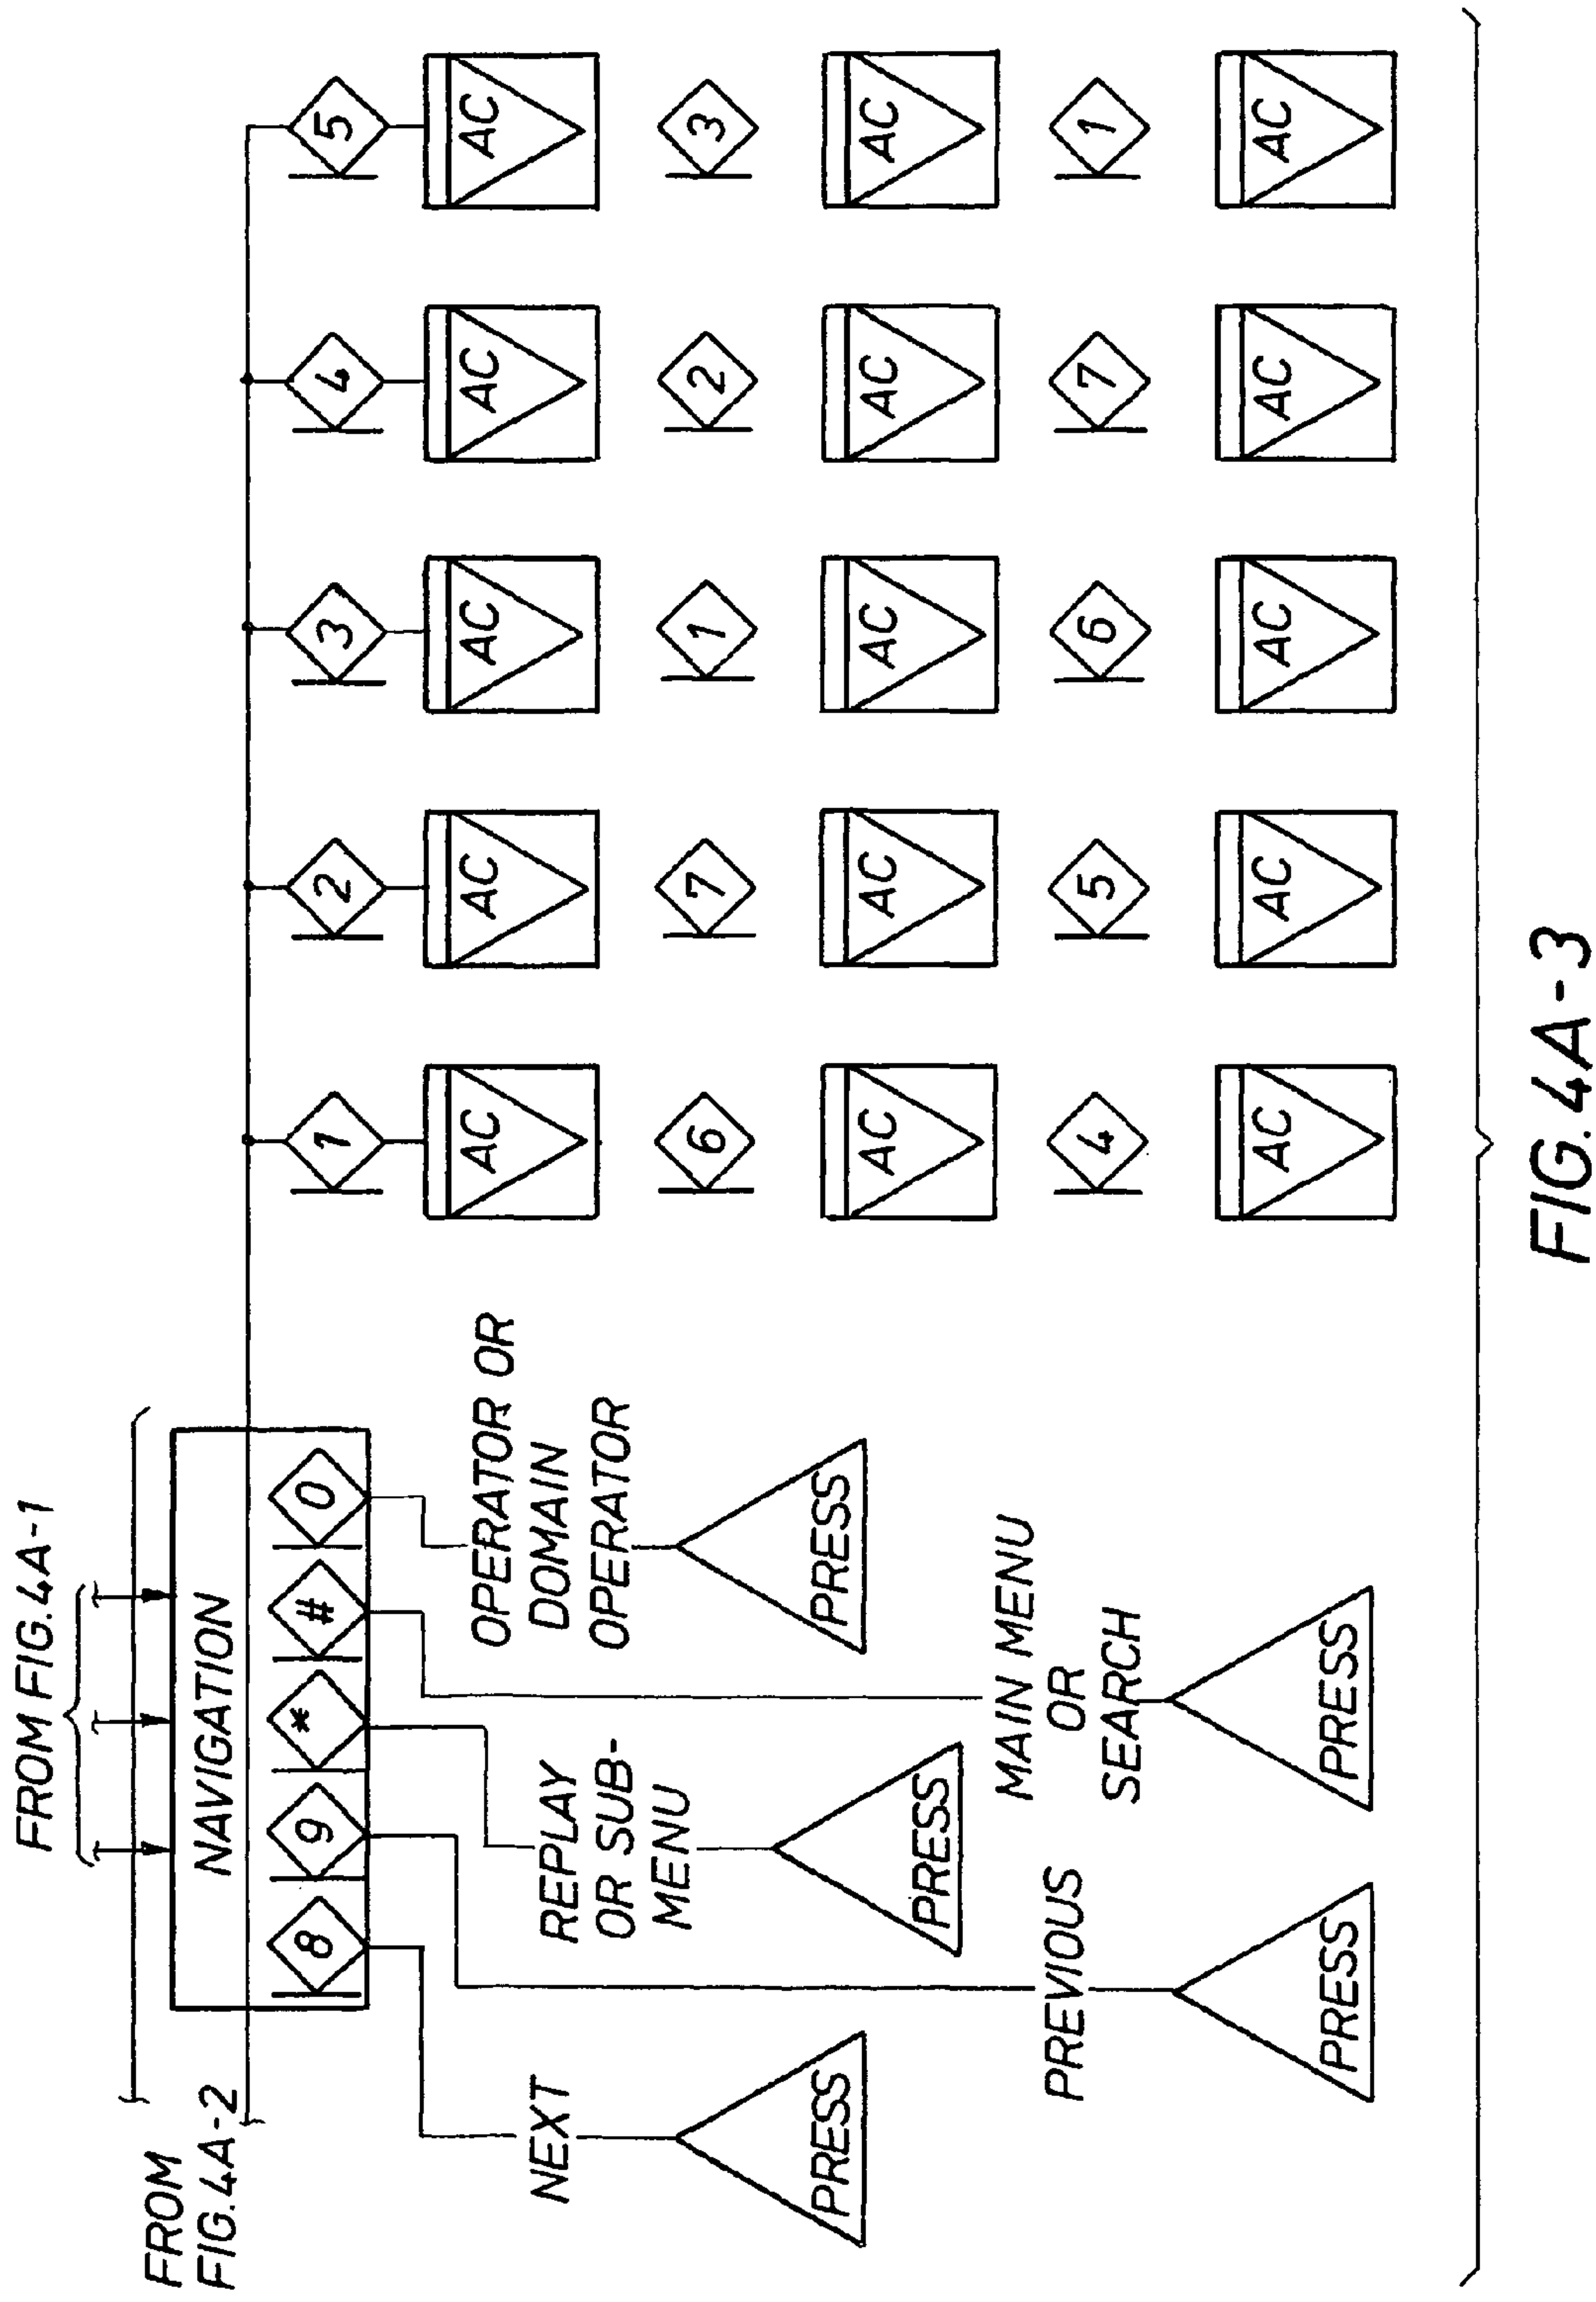 FROM FIG.4A-1
FROM
FIG.4A-2
NAVIGATION
8 9 * # 0
NEXT
PRESS
PREVIOUS
PRESS
REPLAY
OR SUB-
MENU
PRESS
MAIN MENU
OR
SEARCH
PRESS
OPERATOR OR
DOMAIN
OPERATOR
PRESS
1 2 3 4 5
AC AC AC AC AC
6 7 1 2 3
AC AC AC AC AC
4 5 6 7 1
AC AC AC AC AC
FIG.4A-3